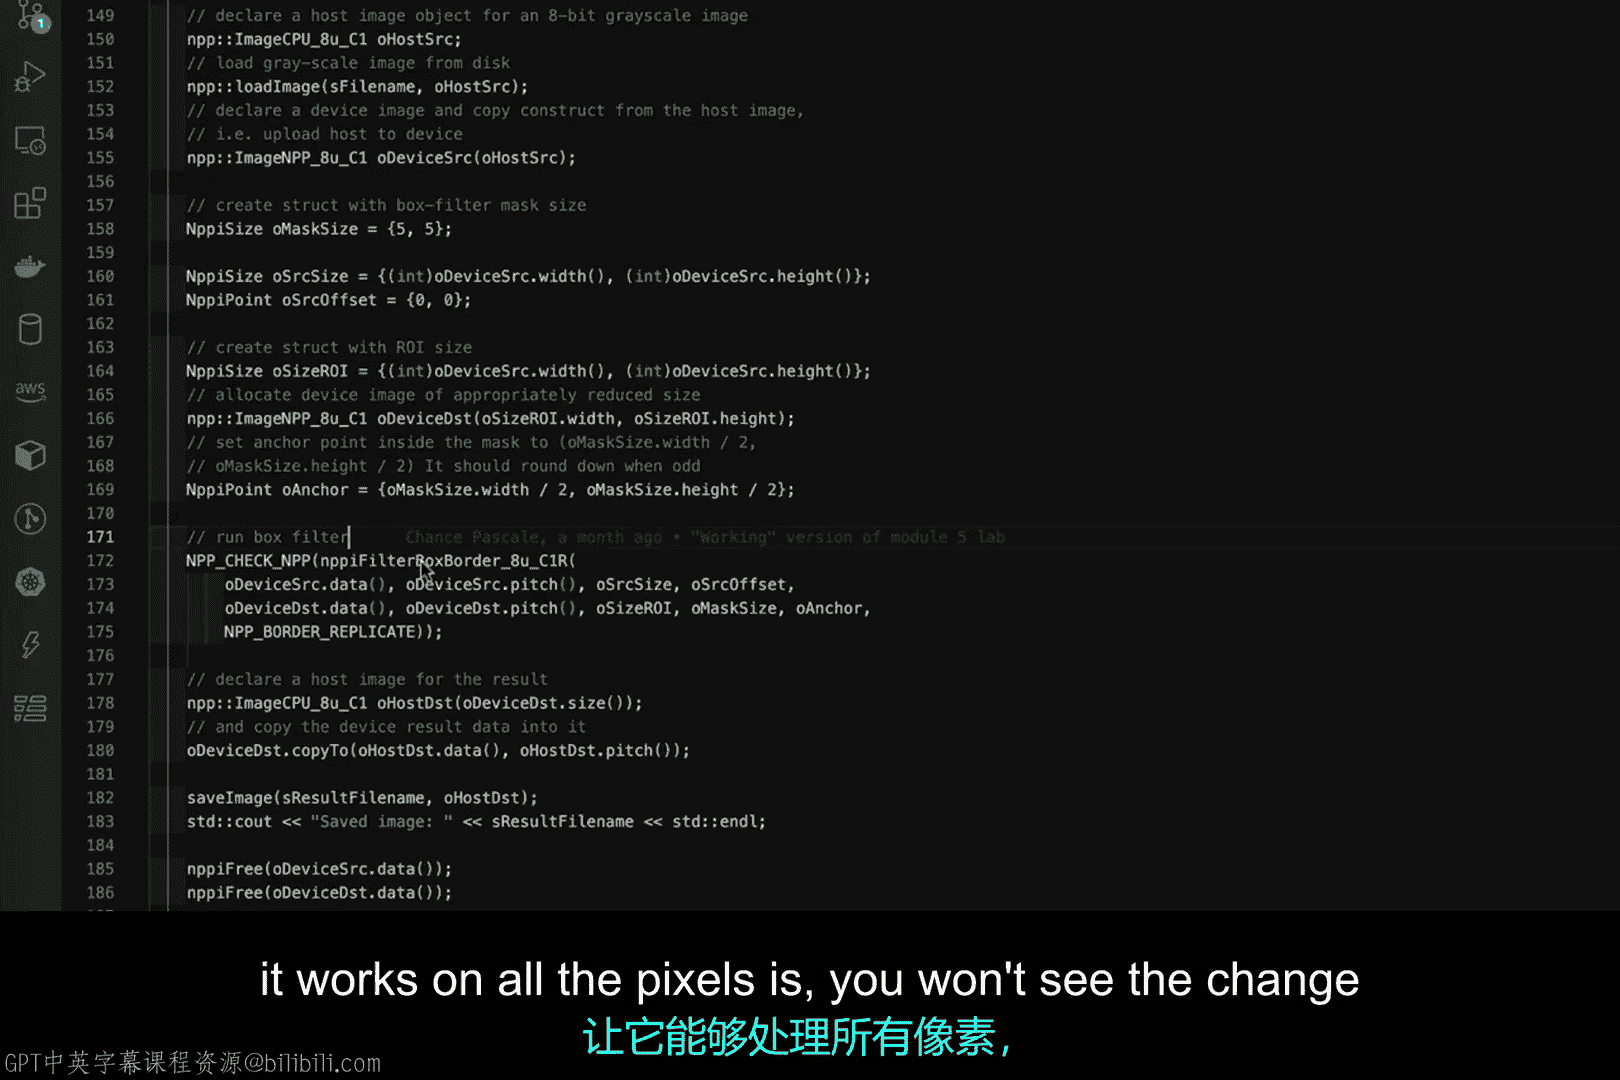 1
149 // declare a host image object for an 8-bit grayscale image
150 npp::ImageCPU_8u_C1 oHostSrc;
151 // load gray-scale image from disk
152 npp::loadImage(sFilename, oHostSrc);
153 // declare a device image and copy construct from the host image,
154 // i.e. upload host to device
155 npp::ImageNPP_8u_C1 oDeviceSrc(oHostSrc);
156
157 // create struct with box-filter mask size
158 NppiSize oMaskSize = {5, 5};
159
160 NppiSize oSrcSize = {(int)oDeviceSrc.width(), (int)oDeviceSrc.height()};
161 NppiPoint oSrcOffset = {0, 0};
162
163 // create struct with ROI size
164 NppiSize oSizeROI = {(int)oDeviceSrc.width(), (int)oDeviceSrc.height()};
165 // allocate device image of appropriately reduced size
166 npp::ImageNPP_8u_C1 oDeviceDst(oSizeROI.width, oSizeROI.height);
167 // set anchor point inside the mask to (oMaskSize.width / 2,
168 // oMaskSize.height / 2) It should round down when odd
169 NppiPoint oAnchor = {oMaskSize.width / 2, oMaskSize.height / 2};
170
171 // run box filter Chance Pascale, a month ago • "Working" version of module 5 lab
172 NPP_CHECK_NPP(nppiFilterBoxBorder_8u_C1R(
173 oDeviceSrc.data(), oDeviceSrc.pitch(), oSrcSize, oSrcOffset,
174 oDeviceDst.data(), oDeviceDst.pitch(), oSizeROI, oMaskSize, oAnchor,
175 NPP_BORDER_REPLICATE));
176
177 // declare a host image for the result
178 npp::ImageCPU_8u_C1 oHostDst(oDeviceDst.size());
179 // and copy the device result data into it
180 oDeviceDst.copyTo(oHostDst.data(), oHostDst.pitch());
181
182 saveImage(sResultFilename, oHostDst);
183 std::cout << "Saved image: " << sResultFilename << std::endl;
184
185 nppiFree(oDeviceSrc.data());
186 nppiFree(oDeviceDst.data());
aws
it works on all the pixels is, you won't see the change
让它能够处理所有像素,
GPT中英字幕课程资源@bilibili.com